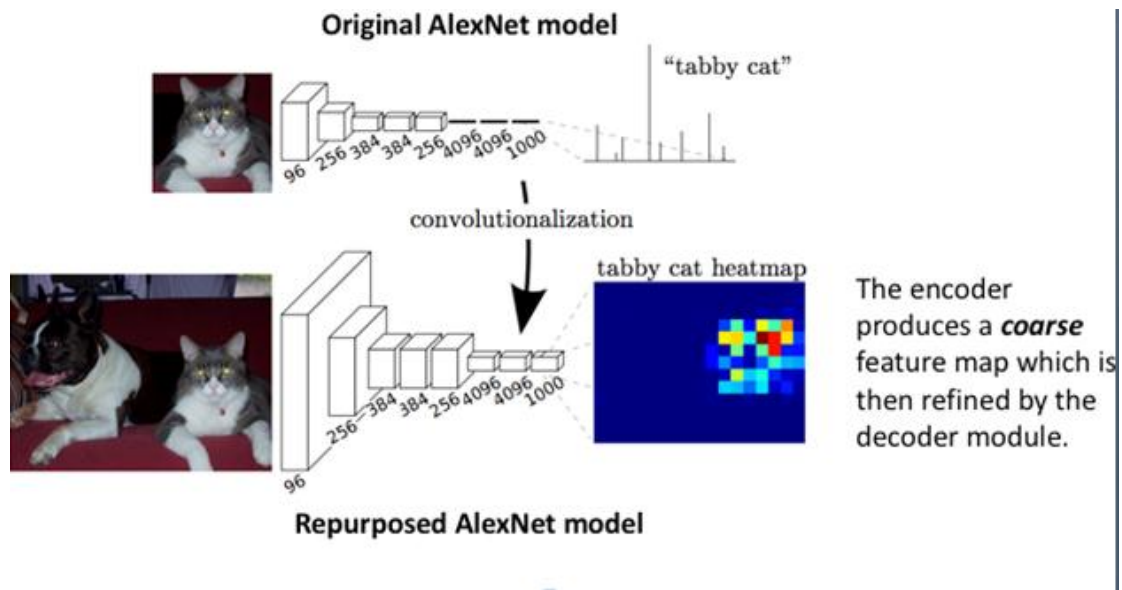 Original AlexNet model
“tabby cat”
96 256 384 384 256 4096 4096 1000
convolutionalization
tabby cat heatmap
96 256 384 384 256 4096 4096 1000
The encoder
produces a coarse
feature map which is
then refined by the
decoder module.
Repurposed AlexNet model